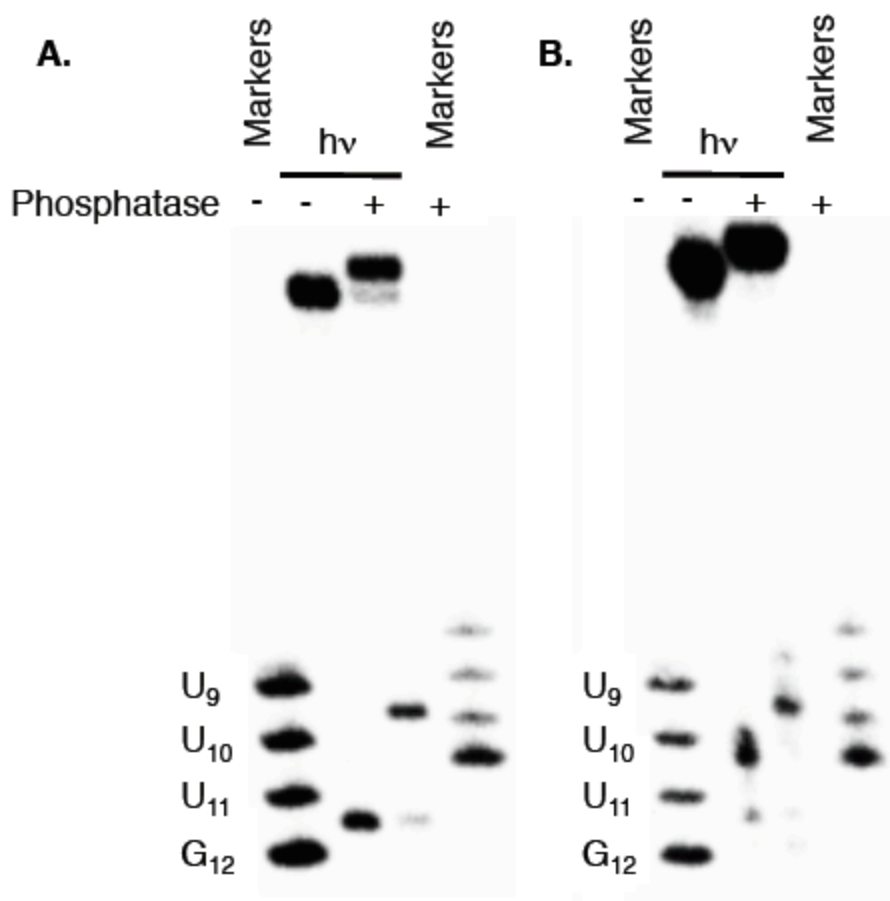 A.
Markers
hν
Markers
B.
Markers
hν
Markers
Phosphatase - - + +
- - + +
U9
U10
U11
G12
U9
U10
U11
G12